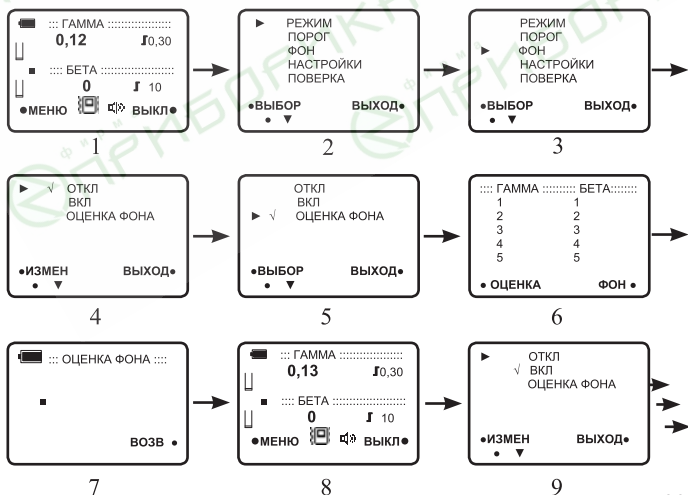 ::: ГАММА :::::::::::::::::::
0,12 0,30
:::: БЕТА ::::::::::::::::::::::
0 10
●МЕНЮ ВЫКЛ●
1
► РЕЖИМ
ПОРОГ
ФОН
НАСТРОЙКИ
ПОВЕРКА
●ВЫБОР ВЫХОД●
● ▼
2
РЕЖИМ
ПОРОГ
► ФОН
НАСТРОЙКИ
ПОВЕРКА
●ВЫБОР ВЫХОД●
● ▼
3
► √ ОТКЛ
ВКЛ
ОЦЕНКА ФОНА
●ИЗМЕН ВЫХОД●
● ▼
4
ОТКЛ
ВКЛ
► √ ОЦЕНКА ФОНА
●ВЫБОР ВЫХОД●
● ▼
5
:::: ГАММА :::::::::: БЕТА::::::::
1 1
2 2
3 3
4 4
5 5
● ОЦЕНКА ФОН ●
6
::: ОЦЕНКА ФОНА ::::
ВОЗВ ●
7
::: ГАММА :::::::::::::::::::
0,13 0,30
:::: БЕТА ::::::::::::::::::::::
0 10
●МЕНЮ ВЫКЛ●
8
► ОТКЛ
√ ВКЛ
ОЦЕНКА ФОНА
●ИЗМЕН ВЫХОД●
● ▼
9
фирма
ПРИБОРИКА